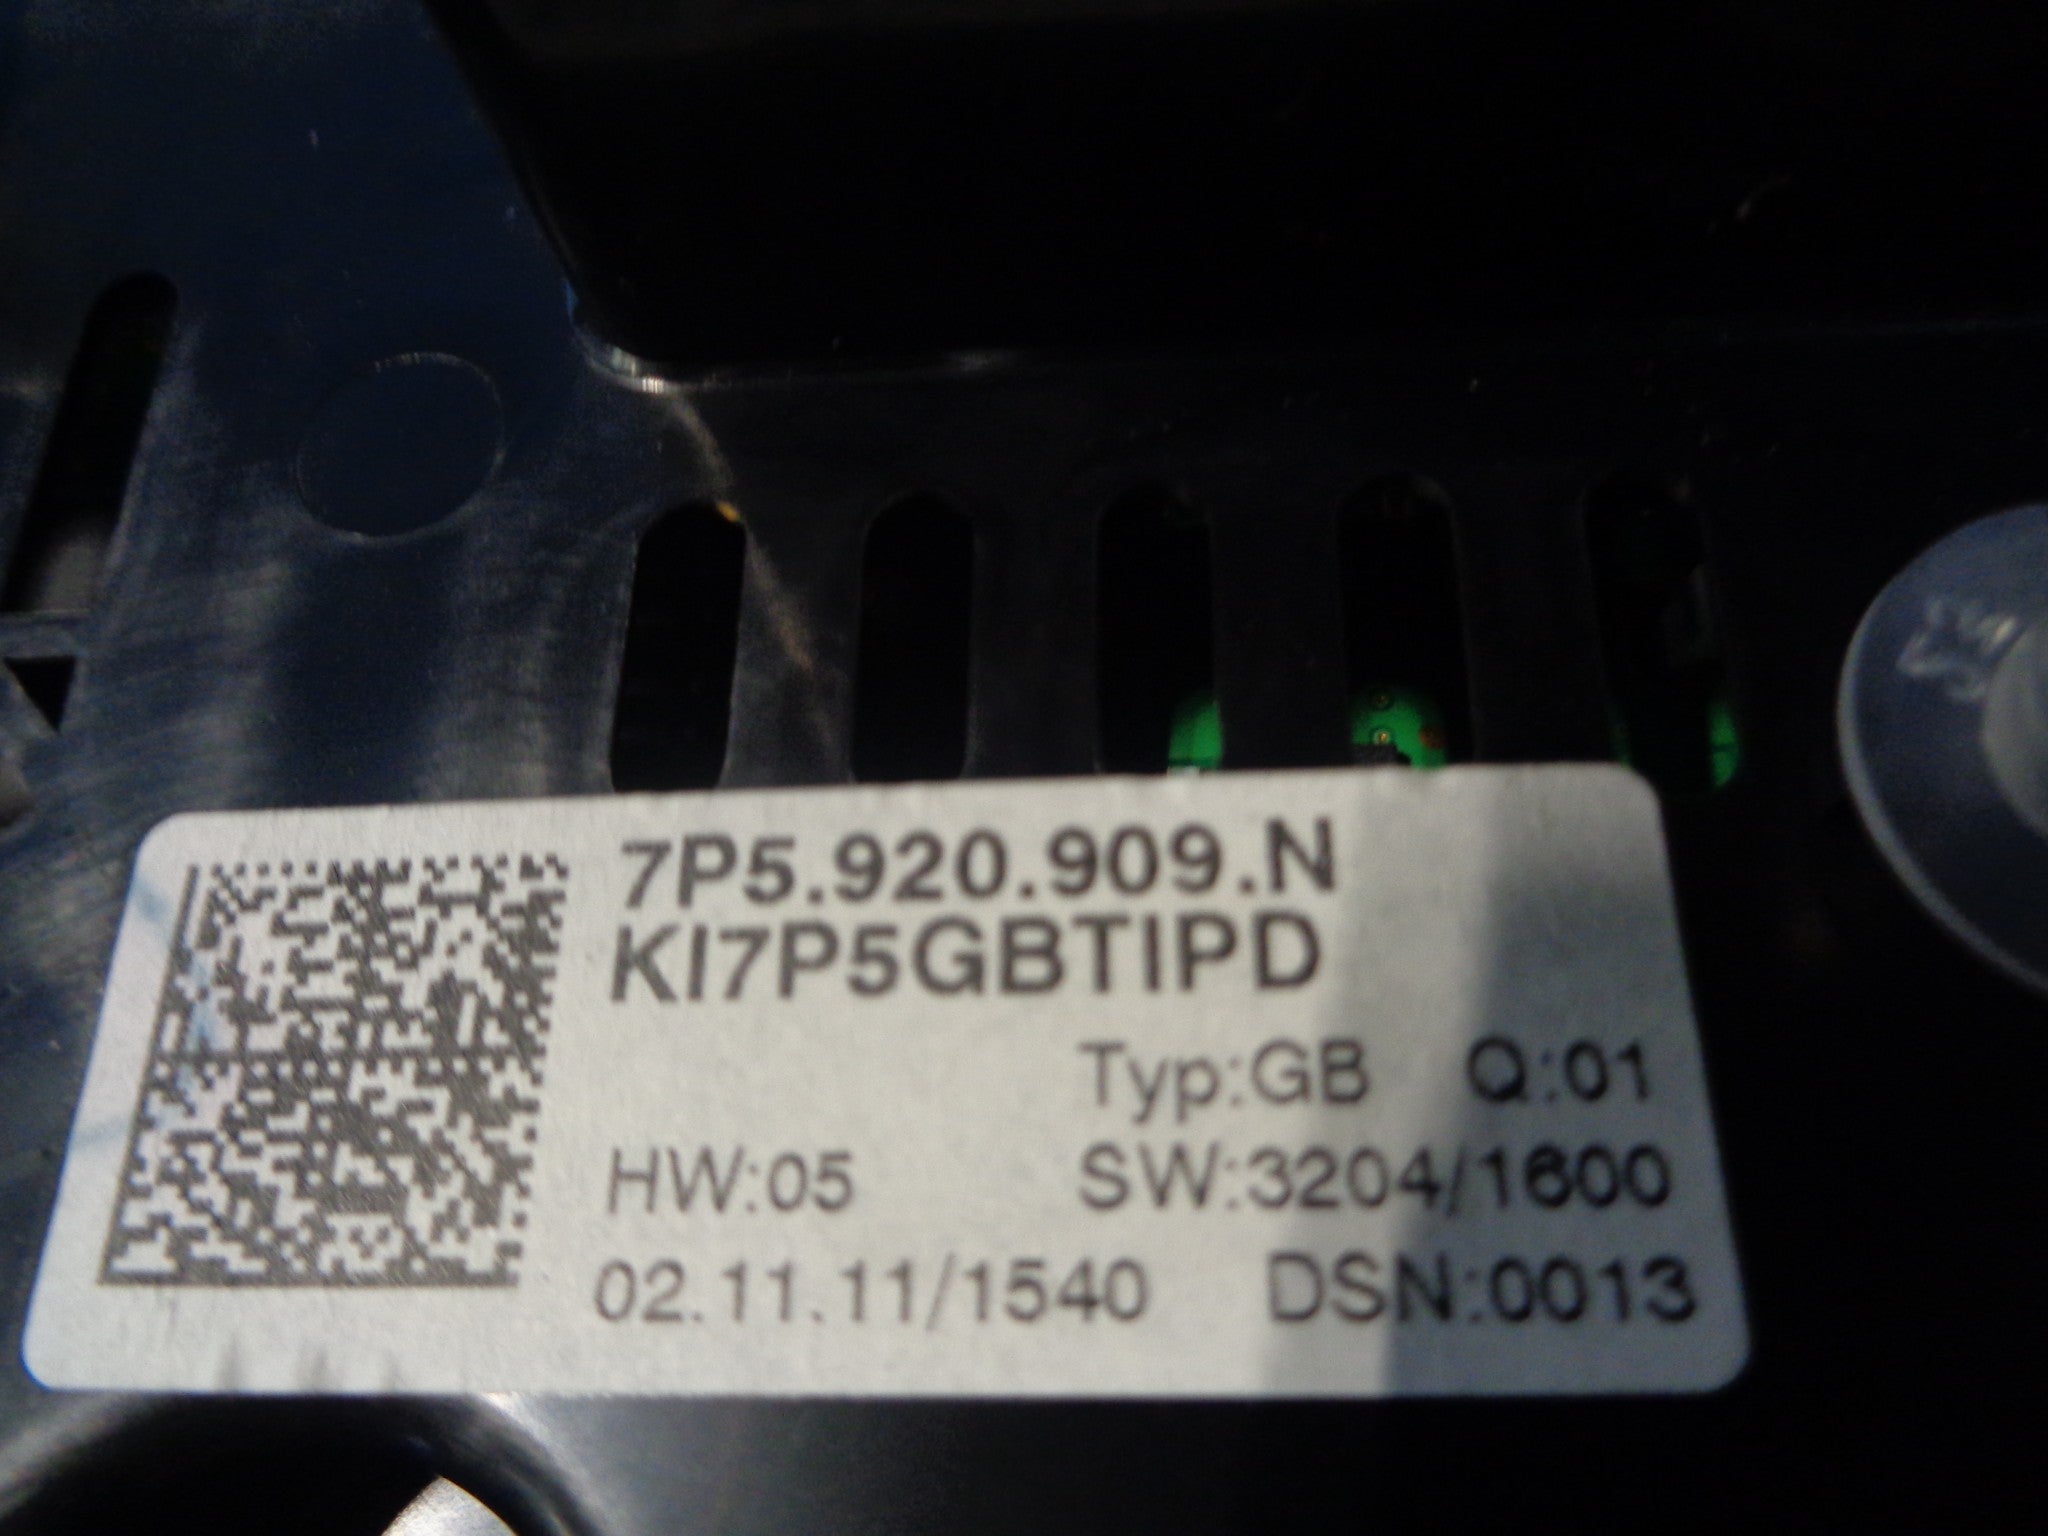 7P5.920.909.N
KI7P5GBTIPD
Typ:GB Q:01
HW:05 SW:3204/1600
02.11.11/1540 DSN:0013